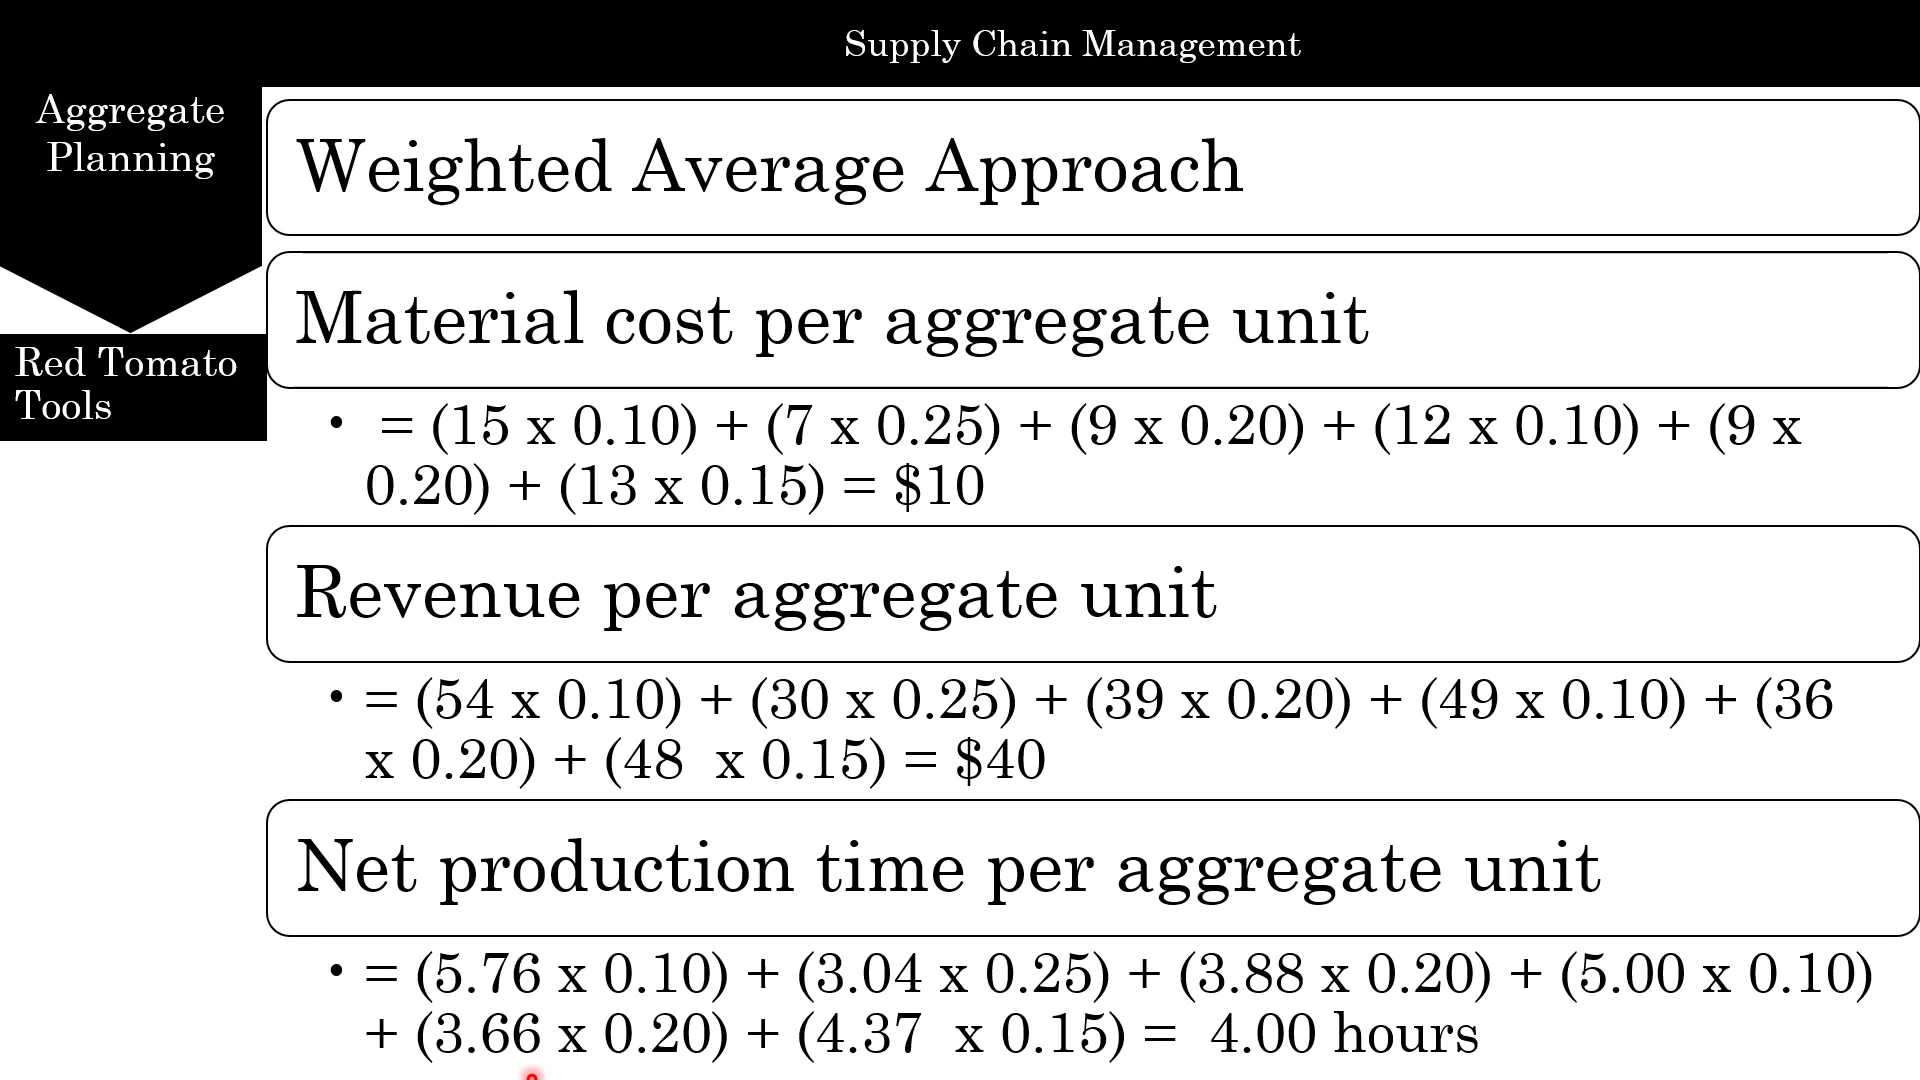 Supply Chain Management
Aggregate
Planning
Red Tomato
Tools
Weighted Average Approach
Material cost per aggregate unit
• = (15 x 0.10) + (7 x 0.25) + (9 x 0.20) + (12 x 0.10) + (9 x
0.20) + (13 x 0.15) = $10
Revenue per aggregate unit
• = (54 x 0.10) + (30 x 0.25) + (39 x 0.20) + (49 x 0.10) + (36
x 0.20) + (48 x 0.15) = $40
Net production time per aggregate unit
• = (5.76 x 0.10) + (3.04 x 0.25) + (3.88 x 0.20) + (5.00 x 0.10)
+ (3.66 x 0.20) + (4.37 x 0.15) = 4.00 hours